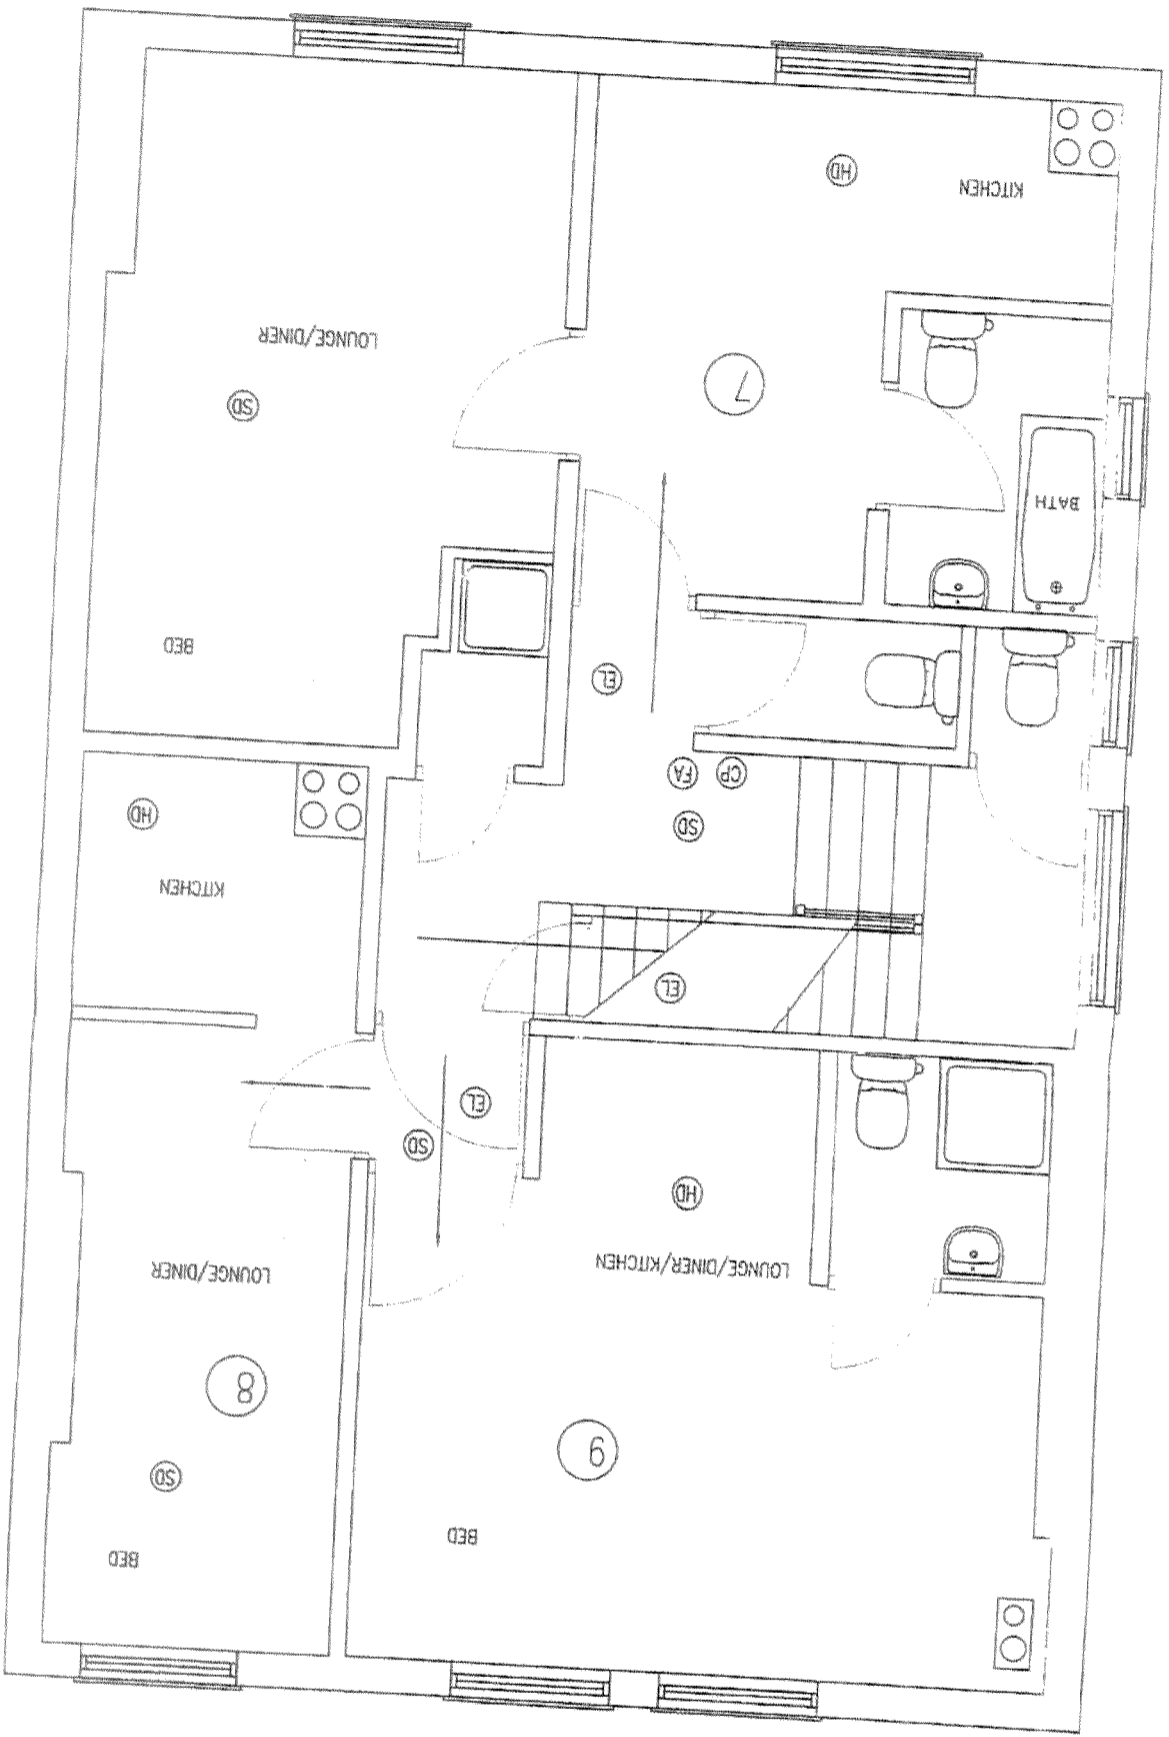 BED
BED
SD
6
8
LOUNGE/DINER/KITCHEN
LOUNGE/DINER
HD
SD
EL
EL
KITCHEN
SD
HD
CP
FA
EL
BED
BATH
SD
7
LOUNGE/DINER
KITCHEN
HD